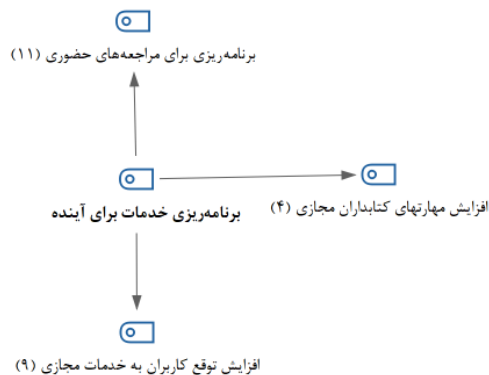 برنامه‌ریزی برای مراجعه‌های حضوری (۱۱)
افزایش مهارتهای کتابداران مجازی (۴)
برنامه‌ریزی خدمات برای آینده
افزایش توقع کاربران به خدمات مجازی (۹)